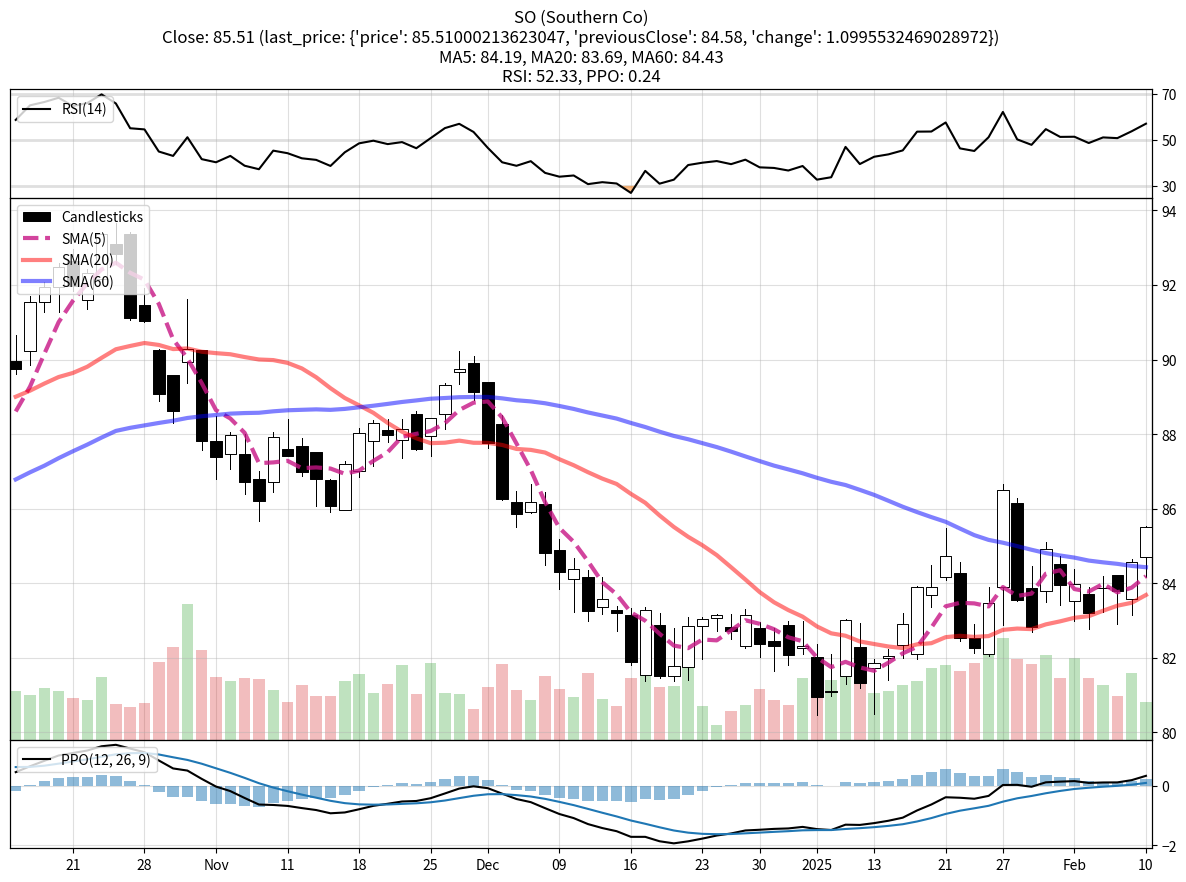 SO (Southern Co)
Close: 85.51 (last_price: {'price': 85.51000213623047, 'previousClose': 84.58, 'change': 1.0995532469028972})
MA5: 84.19, MA20: 83.69, MA60: 84.43
RSI: 52.33, PPO: 0.24
RSI(14)
70
50
30
Candlesticks
SMA(5)
SMA(20)
SMA(60)
94
92
90
88
86
84
82
80
PPO(12, 26, 9)
0
−2
21 28 Nov 11 18 25 Dec 09 16 23 30 2025 13 21 27 Feb 10